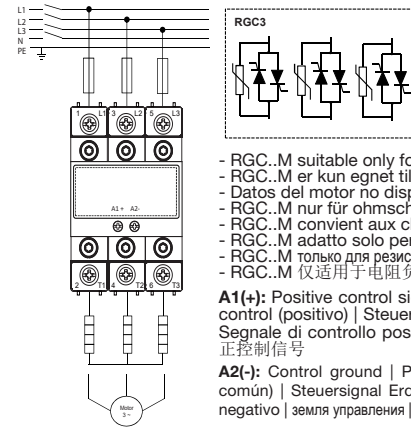 L1
L2
L3
N
PE
1 L1 3 L2 5 L3
A1+ A2-
2 T1 4 T2 6 T3
Motor
3 ~
RGC3
- RGC..M suitable only fo
- RGC..M er kun egnet til
- Datos del motor no disp
- RGC..M nur für ohmsch
- RGC..M convient aux c
- RGC..M adatto solo per
- RGC..M только для резис
- RGC..M 仅适用于电阻负
A1(+): Positive control si
control (positivo) | Steuer
Segnale di controllo pos
正控制信号
A2(-): Control ground | P
común) | Steuersignal Erd
negativo | земля управления |